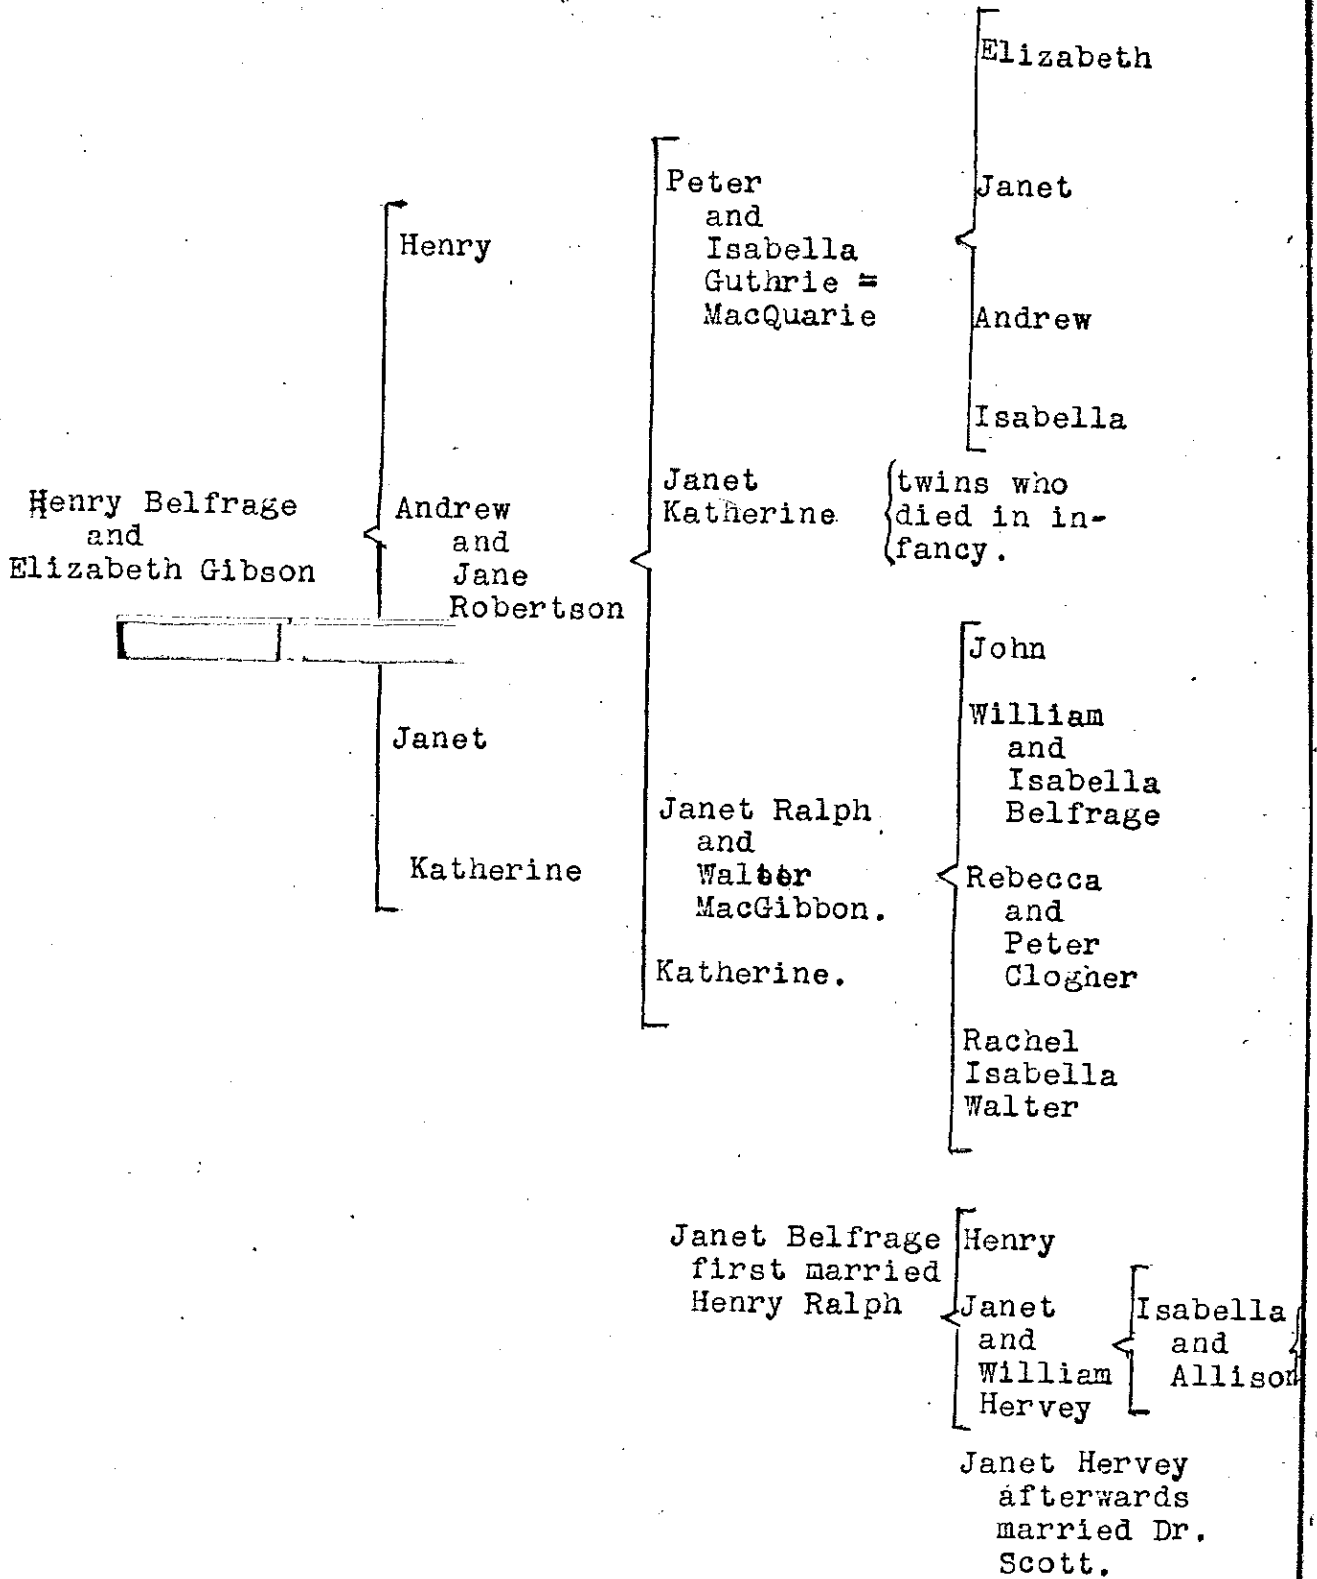 Henry Belfrage
and
Elizabeth Gibson
Henry
Andrew
and
Jane
Robertson
Janet
Katherine
Peter
and
Isabella
Guthrie =
MacQuarie
Janet
Katherine
twins who
died in in-
fancy.
Janet Ralph
and
Walter
MacGibbon.
Katherine.
Elizabeth
Janet
Andrew
Isabella
John
William
and
Isabella
Belfrage
Rebecca
and
Peter
Clogher
Rachel
Isabella
Walter
Janet Belfrage
first married
Henry Ralph
Henry
Janet
and
William
Hervey
Isabella
and
Allison
Janet Hervey
afterwards
married Dr.
Scott.